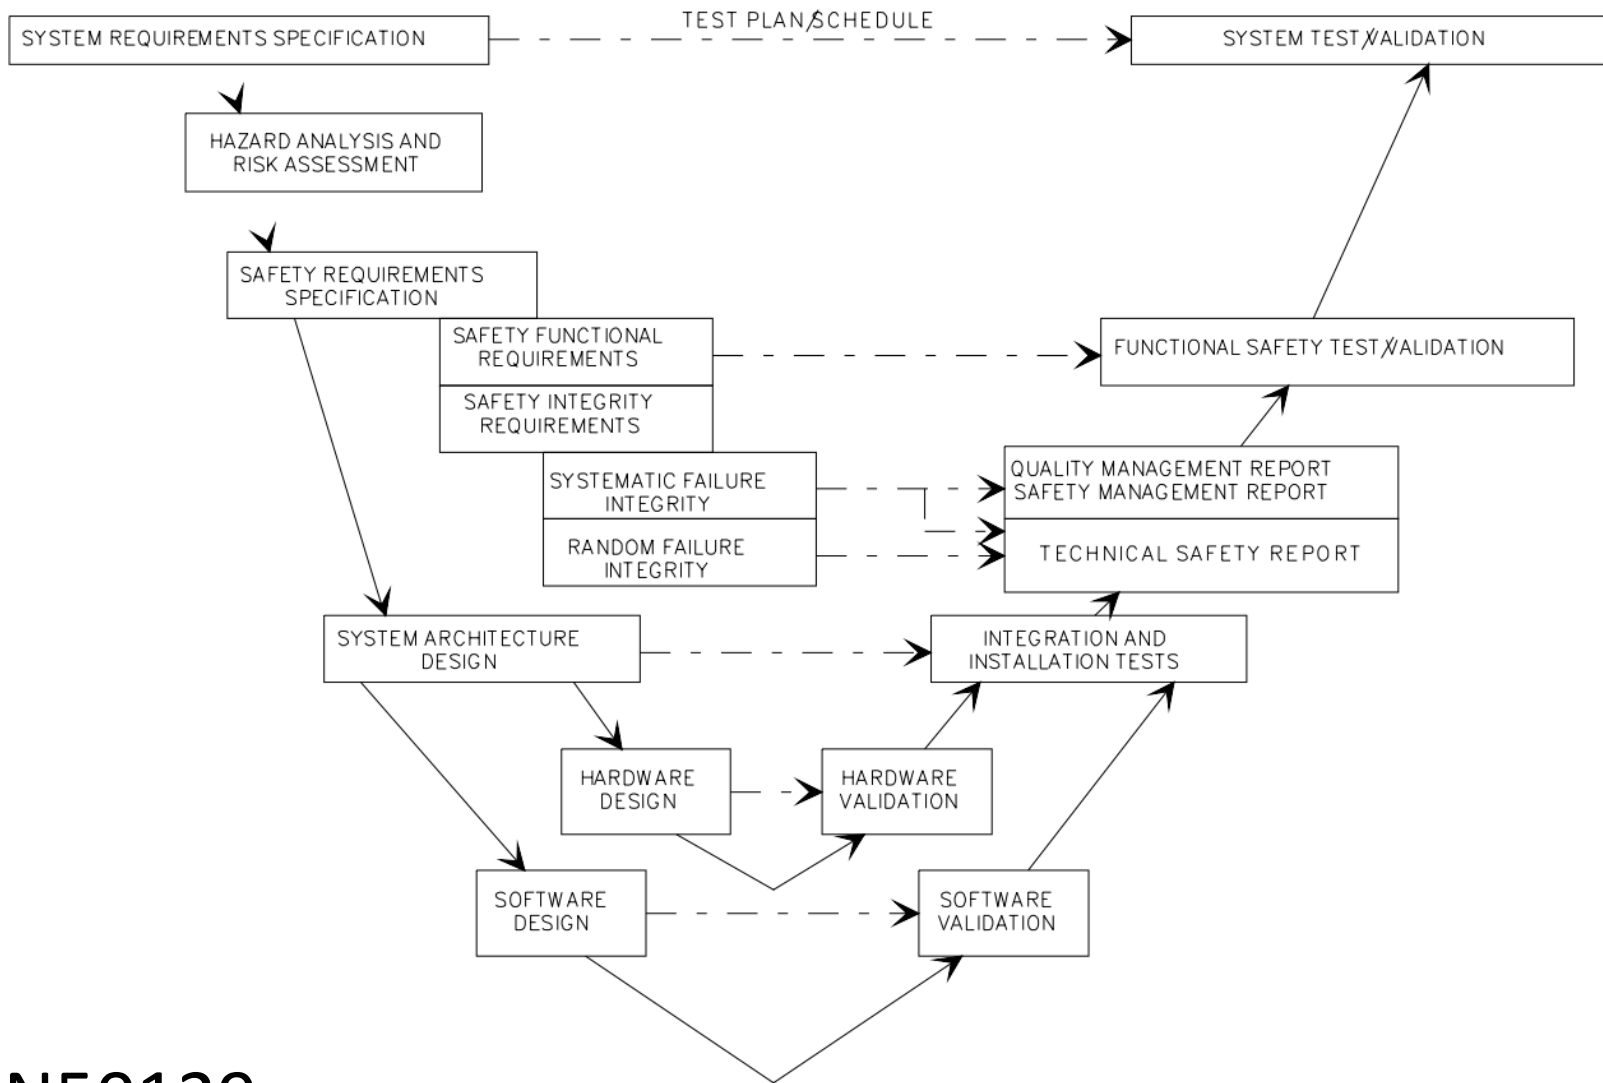 TEST PLAN/SCHEDULE
SYSTEM REQUIREMENTS SPECIFICATION
SYSTEM TEST/VALIDATION
HAZARD ANALYSIS AND
RISK ASSESSMENT
SAFETY REQUIREMENTS
SPECIFICATION
SAFETY FUNCTIONAL
REQUIREMENTS
FUNCTIONAL SAFETY TEST/VALIDATION
SAFETY INTEGRITY
REQUIREMENTS
SYSTEMATIC FAILURE
INTEGRITY
QUALITY MANAGEMENT REPORT
SAFETY MANAGEMENT REPORT
RANDOM FAILURE
INTEGRITY
TECHNICAL SAFETY REPORT
SYSTEM ARCHITECTURE
DESIGN
INTEGRATION AND
INSTALLATION TESTS
HARDWARE
DESIGN
HARDWARE
VALIDATION
SOFTWARE
DESIGN
SOFTWARE
VALIDATION